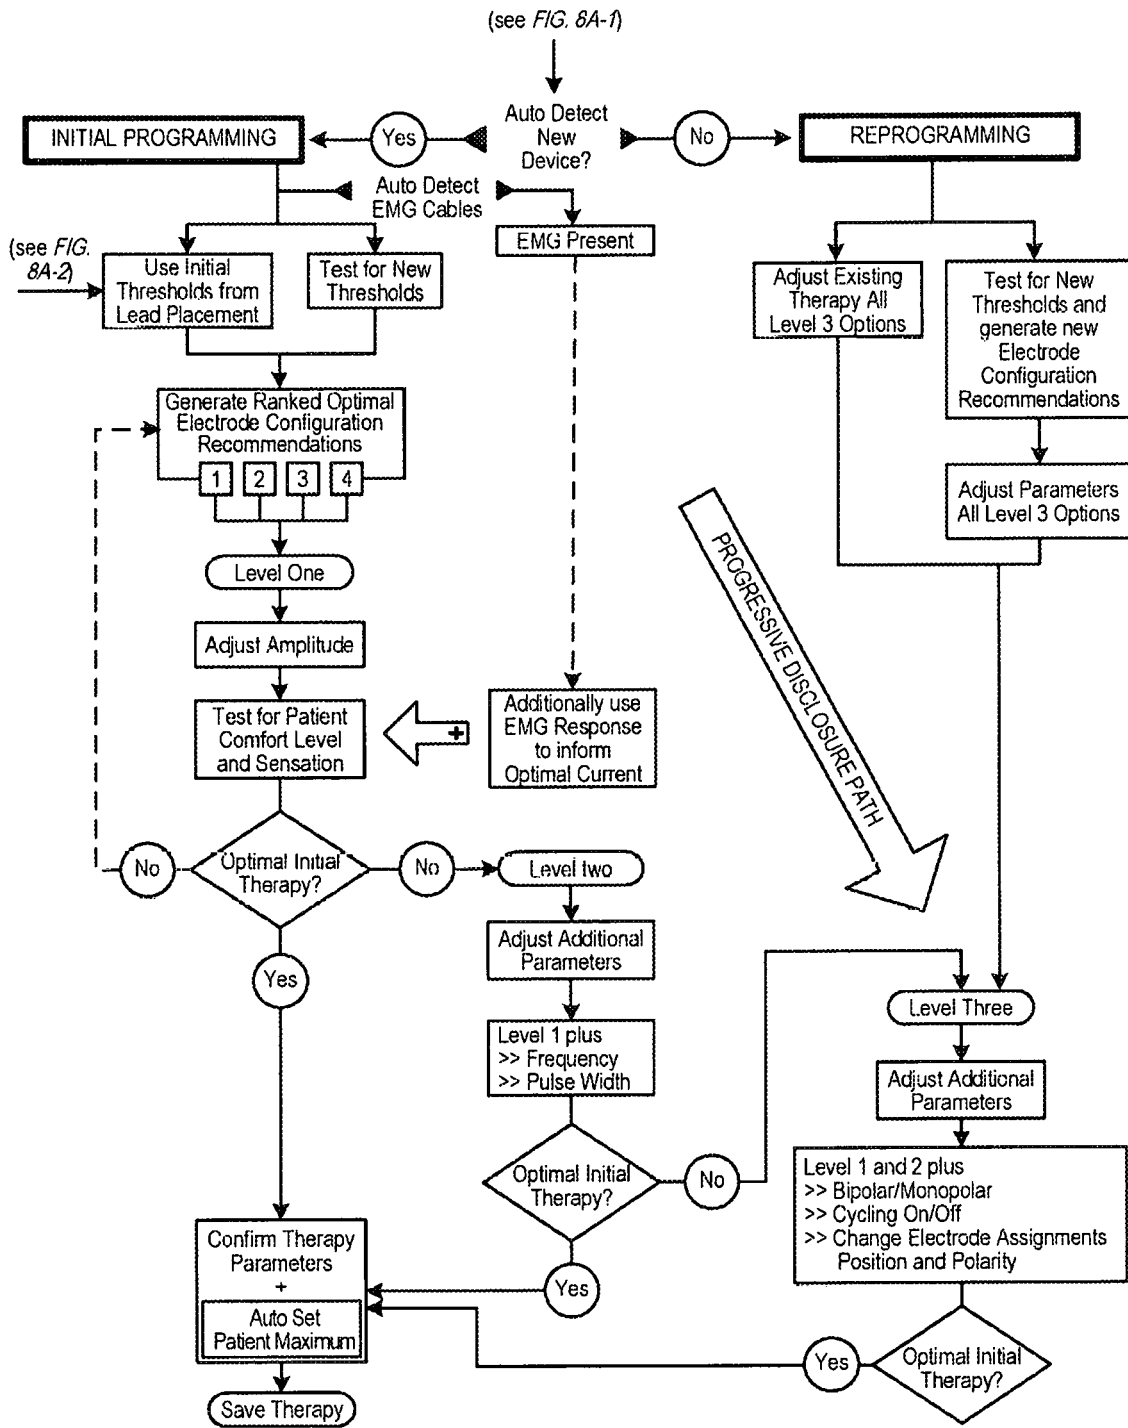 (see FIG. 8A-1)
Auto Detect
New
Device?
INITIAL PROGRAMMING
Yes
No
REPROGRAMMING
Auto Detect
EMG Cables
(see FIG.
8A-2)
Use Initial
Thresholds from
Lead Placement
Test for New
Thresholds
EMG Present
Adjust Existing
Therapy All
Level 3 Options
Test for New
Thresholds and
generate new
Electrode
Configuration
Recommendations
Generate Ranked Optimal
Electrode Configuration
Recommendations
1 2 3 4
Adjust Parameters
All Level 3 Options
Level One
PROGRESSIVE DISCLOSURE PATH
Adjust Amplitude
Test for Patient
Comfort Level
and Sensation
+
Additionally use
EMG Response
to inform
Optimal Current
No
Optimal Initial
Therapy?
No
Level two
Adjust Additional
Parameters
Yes
Level 1 plus
>> Frequency
>> Pulse Width
Level Three
Adjust Additional
Parameters
Optimal Initial
Therapy?
No
Level 1 and 2 plus
>> Bipolar/Monopolar
>> Cycling On/Off
>> Change Electrode Assignments
Position and Polarity
Yes
Confirm Therapy
Parameters
+
Auto Set
Patient Maximum
Yes
Optimal Initial
Therapy?
Save Therapy